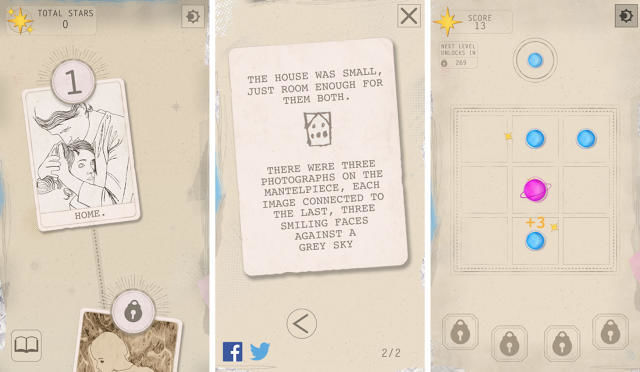 TOTAL STARS
0
1
HOME.
THE HOUSE WAS SMALL,
JUST ROOM ENOUGH FOR
THEM BOTH.
THERE WERE THREE
PHOTOGRAPHS ON THE
MANTELPIECE, EACH
IMAGE CONNECTED TO
THE LAST, THREE
SMILING FACES
AGAINST A
GREY SKY
2/2
SCORE
13
NEXT LEVEL
UNLOCKS IN
269
+3